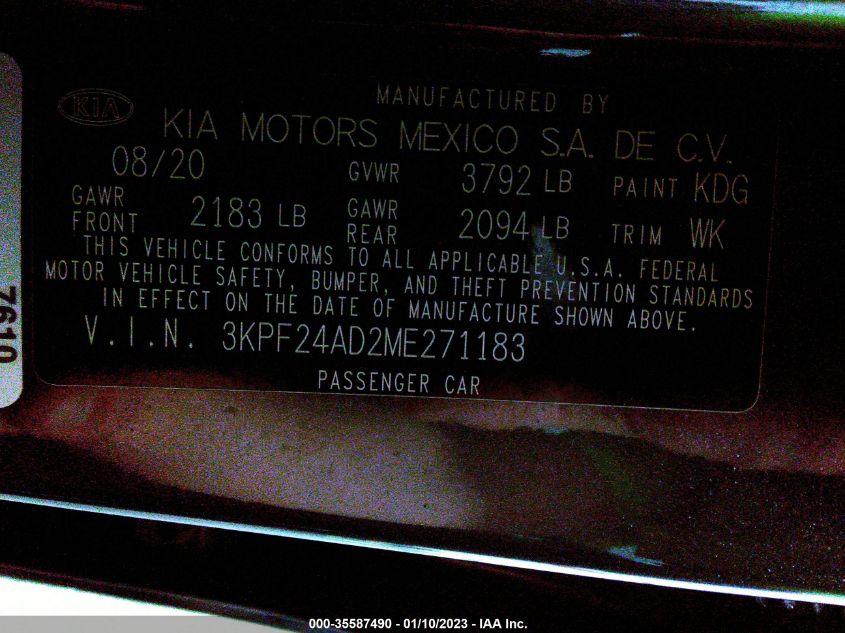 MANUFACTURED BY
KIA
KIA MOTORS MEXICO S.A. DE C.V.
08/20 GVWR 3792 LB PAINT KDG
GAWR FRONT 2183 LB GAWR REAR 2094 LB TRIM WK
THIS VEHICLE CONFORMS TO ALL APPLICABLE U.S.A. FEDERAL
MOTOR VEHICLE SAFETY, BUMPER, AND THEFT PREVENTION STANDARDS
IN EFFECT ON THE DATE OF MANUFACTURE SHOWN ABOVE.
V.I.N. 3KPF24AD2ME271183
PASSENGER CAR
7610
000-35587490 - 01/10/2023 - IAA Inc.